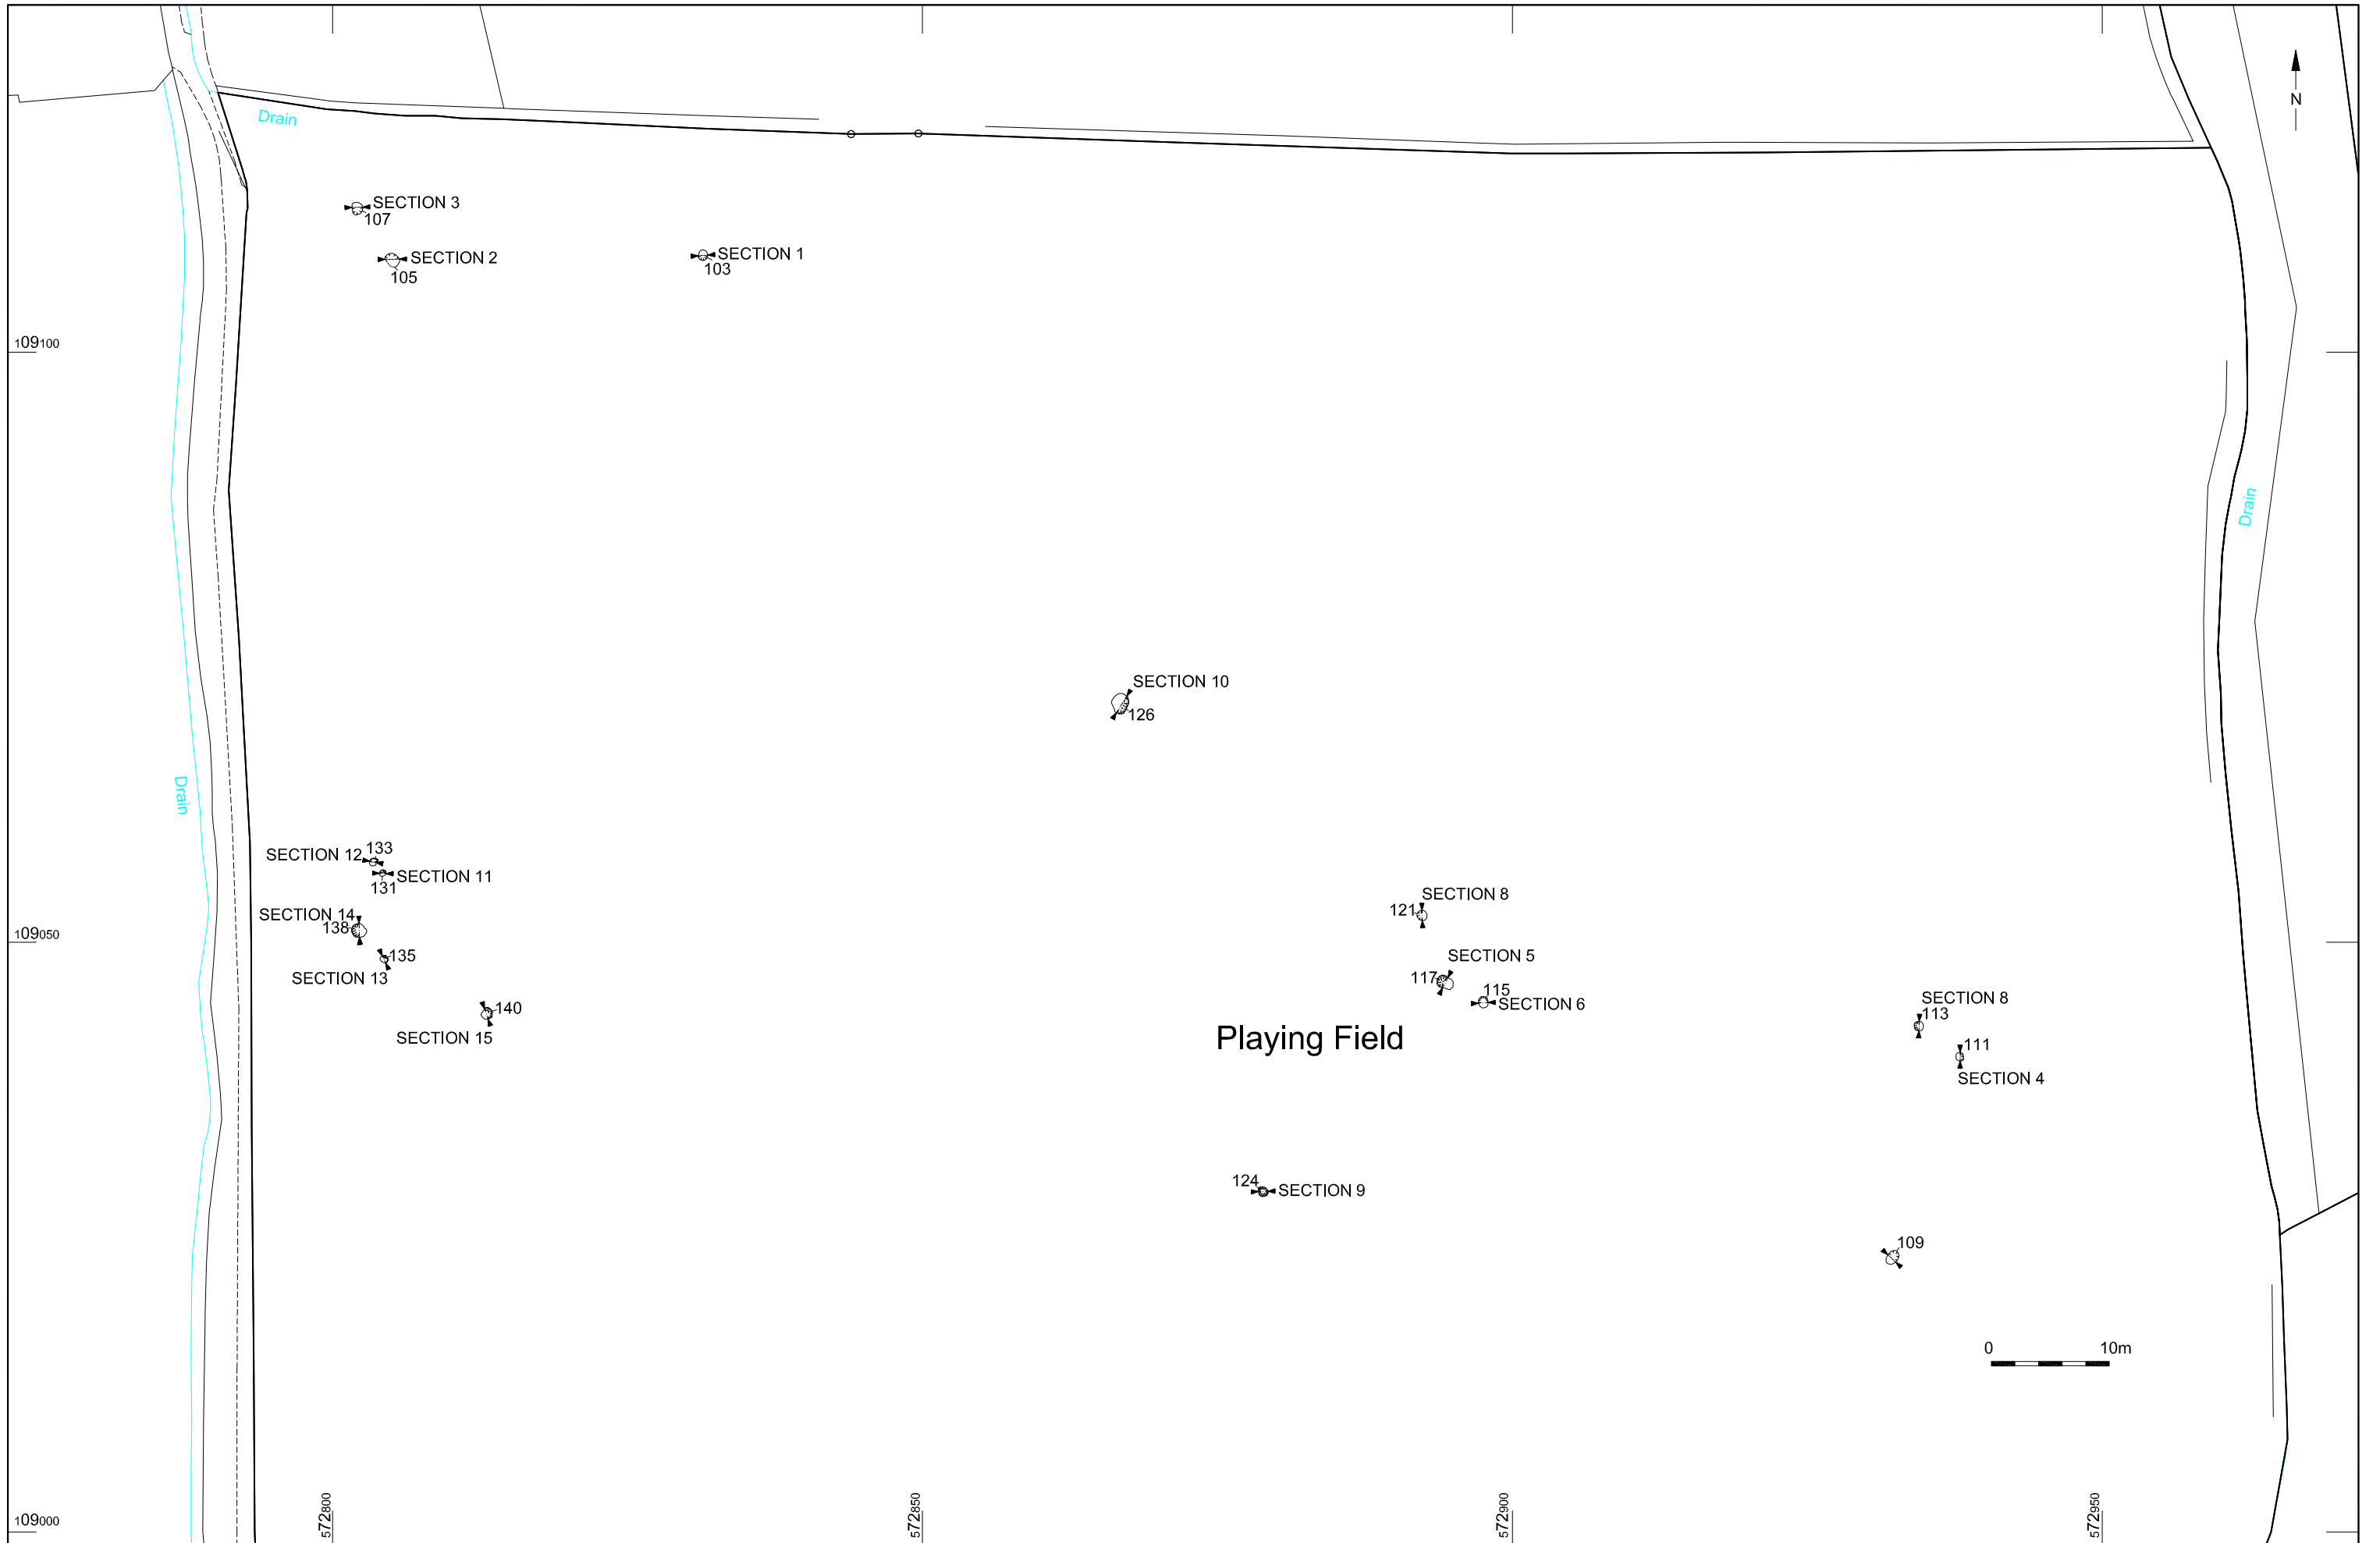 N
Drain
SECTION 3
107
SECTION 2
105
SECTION 1
103
109100
Drain
SECTION 10
126
Drain
133
SECTION 12
SECTION 11
131
SECTION 8
121
SECTION 14
138
109050
135
SECTION 13
SECTION 5
117
115
SECTION 6
140
SECTION 15
Playing Field
SECTION 8
113
111
SECTION 4
124
SECTION 9
109
0 10m
109000
572800
572850
572900
572950